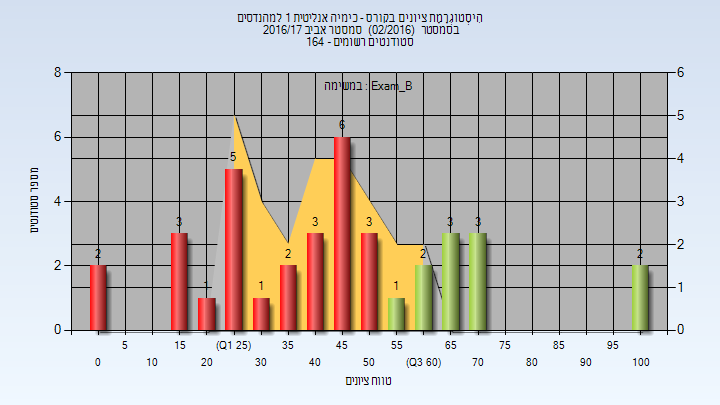 היסטוגרמת ציונים בקורס - כימיה אנליטית 1 למהנדסים
בסמסטר (02/2016) סמסטר אביב 2016/17
סטודנטים רשומים - 164
במשימה : Exam_B
8 6 4 2 0
מספר סטודנטים
6 5 4 3 2 1 0
2 3 1 5 1 2 3 6 3 1 2 3 3 2
5 15 (Q1 25) 35 45 55 65 75 85 95
0 10 20 30 40 50 (Q3 60) 70 80 90 100
טווח ציונים